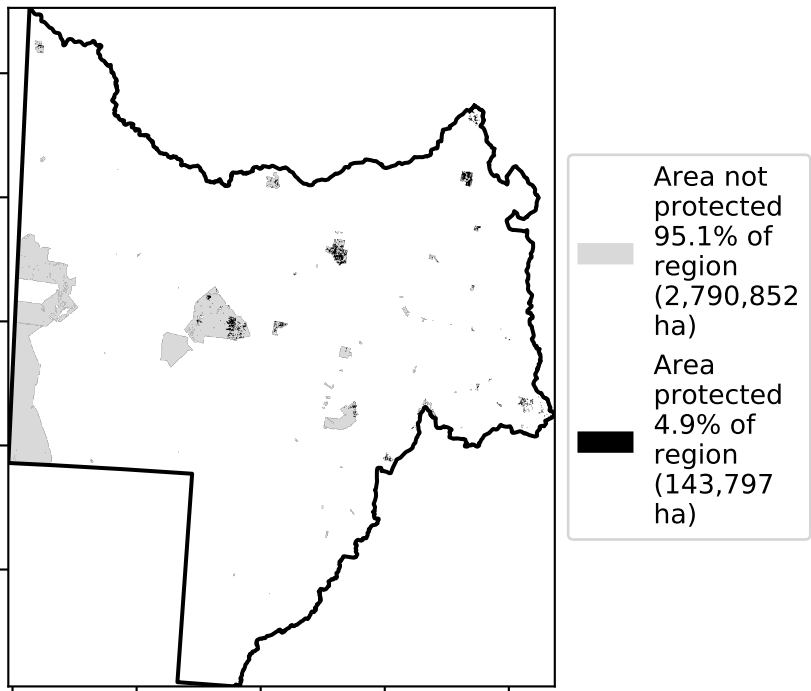 Area not
protected
95.1% of
region
(2,790,852
ha)
Area
protected
4.9% of
region
(143,797
ha)